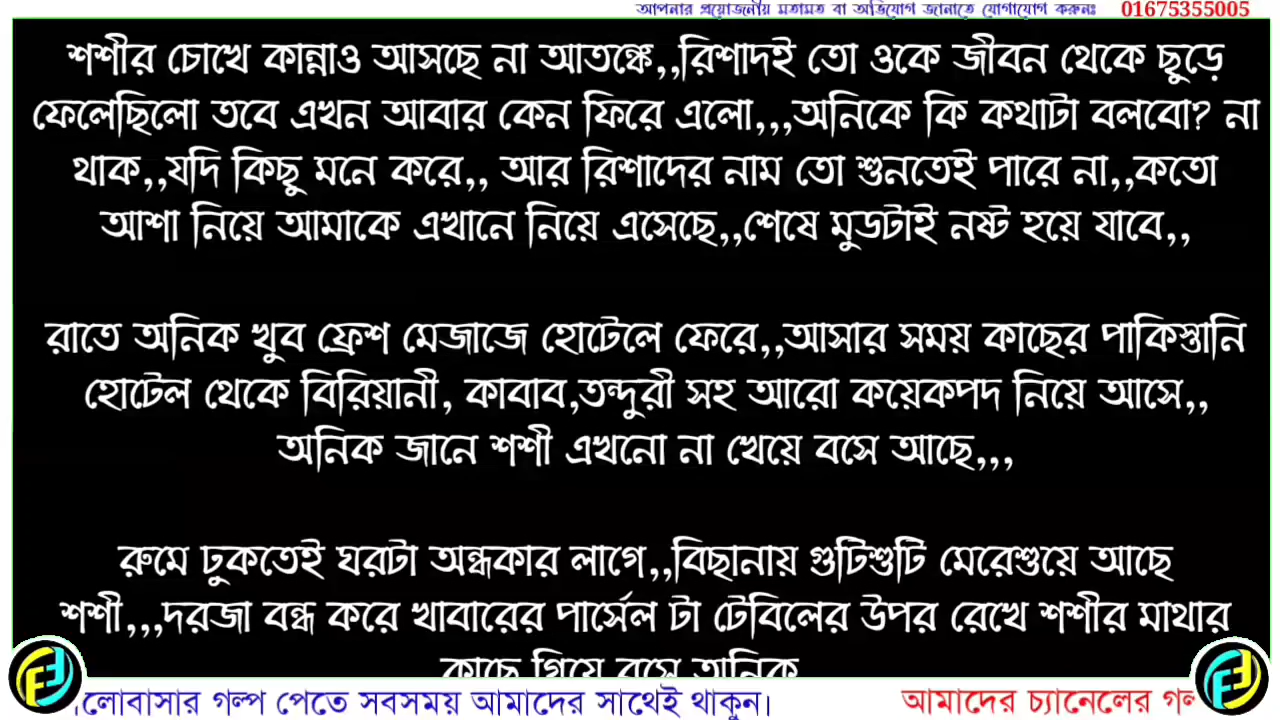 আপনার প্রয়োজনীয় মতামত বা অভিযোগ জানাতে যোগাযোগ করুনঃ 01675355005
শশীর চোখে কান্নাও আসছে না আতঙ্কে,,রিশাদই তো ওকে জীবন থেকে ছুড়ে
ফেলেছিলো তবে এখন আবার কেন ফিরে এলো,,,অনিকে কি কথাটা বলবো? না
থাক,,যদি কিছু মনে করে,, আর রিশাদের নাম তো শুনতেই পারে না,,কতো
আশা নিয়ে আমাকে এখানে নিয়ে এসেছে,,শেষে মুডটাই নষ্ট হয়ে যাবে,,
রাতে অনিক খুব ফ্রেশ মেজাজে হোটেলে ফেরে,,আসার সময় কাছের পাকিস্তানি
হোটেল থেকে বিরিয়ানী, কাবাব,তন্দুরী সহ আরো কয়েকপদ নিয়ে আসে,,
অনিক জানে শশী এখনো না খেয়ে বসে আছে,,,
রুমে ঢুকতেই ঘরটা অন্ধকার লাগে,,বিছানায় গুটিশুটি মেরেশুয়ে আছে
শশী,,,দরজা বন্ধ করে খাবারের পার্সেল টা টেবিলের উপর রেখে শশীর মাথার
কাছে গিয়ে বসে অনিক
লোবাসার গল্প পেতে সবসময় আমাদের সাথেই থাকুন। আমাদের চ্যানেলের